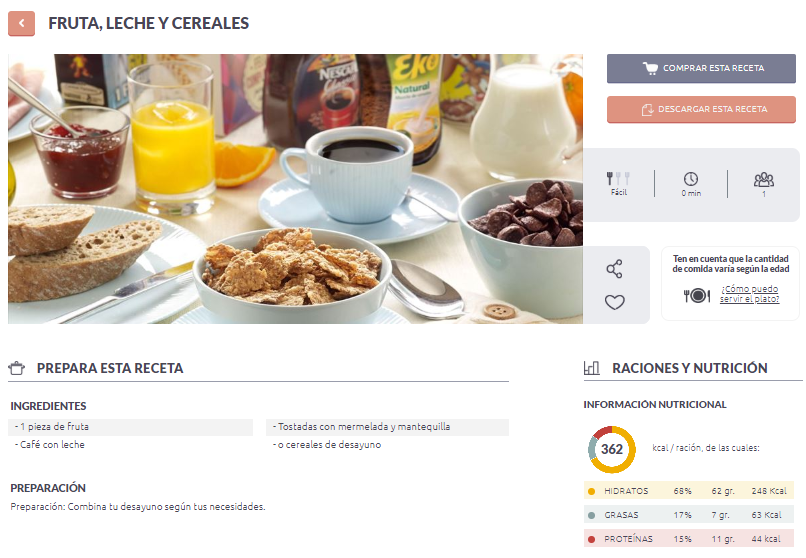 FRUTA, LECHE Y CEREALES
COMPRAR ESTA RECETA
DESCARGAR ESTA RECETA
NESCAFÉ
Eko
Natural
Fácil
0 min
1
Ten en cuenta que la cantidad
de comida varía según la edad
¿Cómo puedo
servir el plato?
PREPARA ESTA RECETA
INGREDIENTES
- 1 pieza de fruta
- Tostadas con mermelada y mantequilla
- Café con leche
- o cereales de desayuno
PREPARACIÓN
Preparación: Combina tu desayuno según tus necesidades.
RACIONES Y NUTRICIÓN
INFORMACIÓN NUTRICIONAL
362
kcal / ración, de las cuales:
HIDRATOS 68% 62 gr. 248 Kcal
GRASAS 17% 7 gr. 63 Kcal
PROTEÍNAS 15% 11 gr. 44 kcal